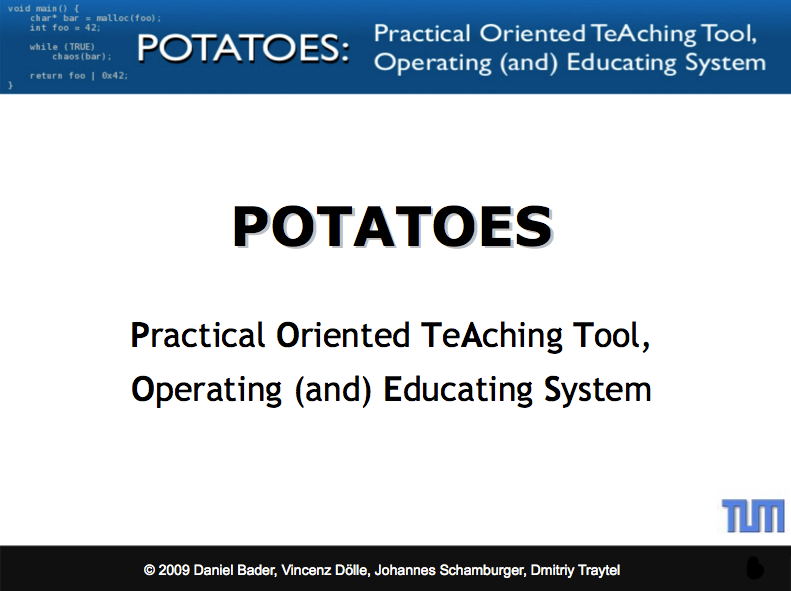 void main() {
char* bar = malloc(foo);
int foo = 42;
while (TRUE)
chaos(bar);
return foo | 0x42;
}
POTATOES:
Practical Oriented TeAching Tool,
Operating (and) Educating System
POTATOES
Practical Oriented TeAching Tool,
Operating (and) Educating System
TUM
© 2009 Daniel Bader, Vincenz Dölle, Johannes Schamburger, Dmitriy Traytel